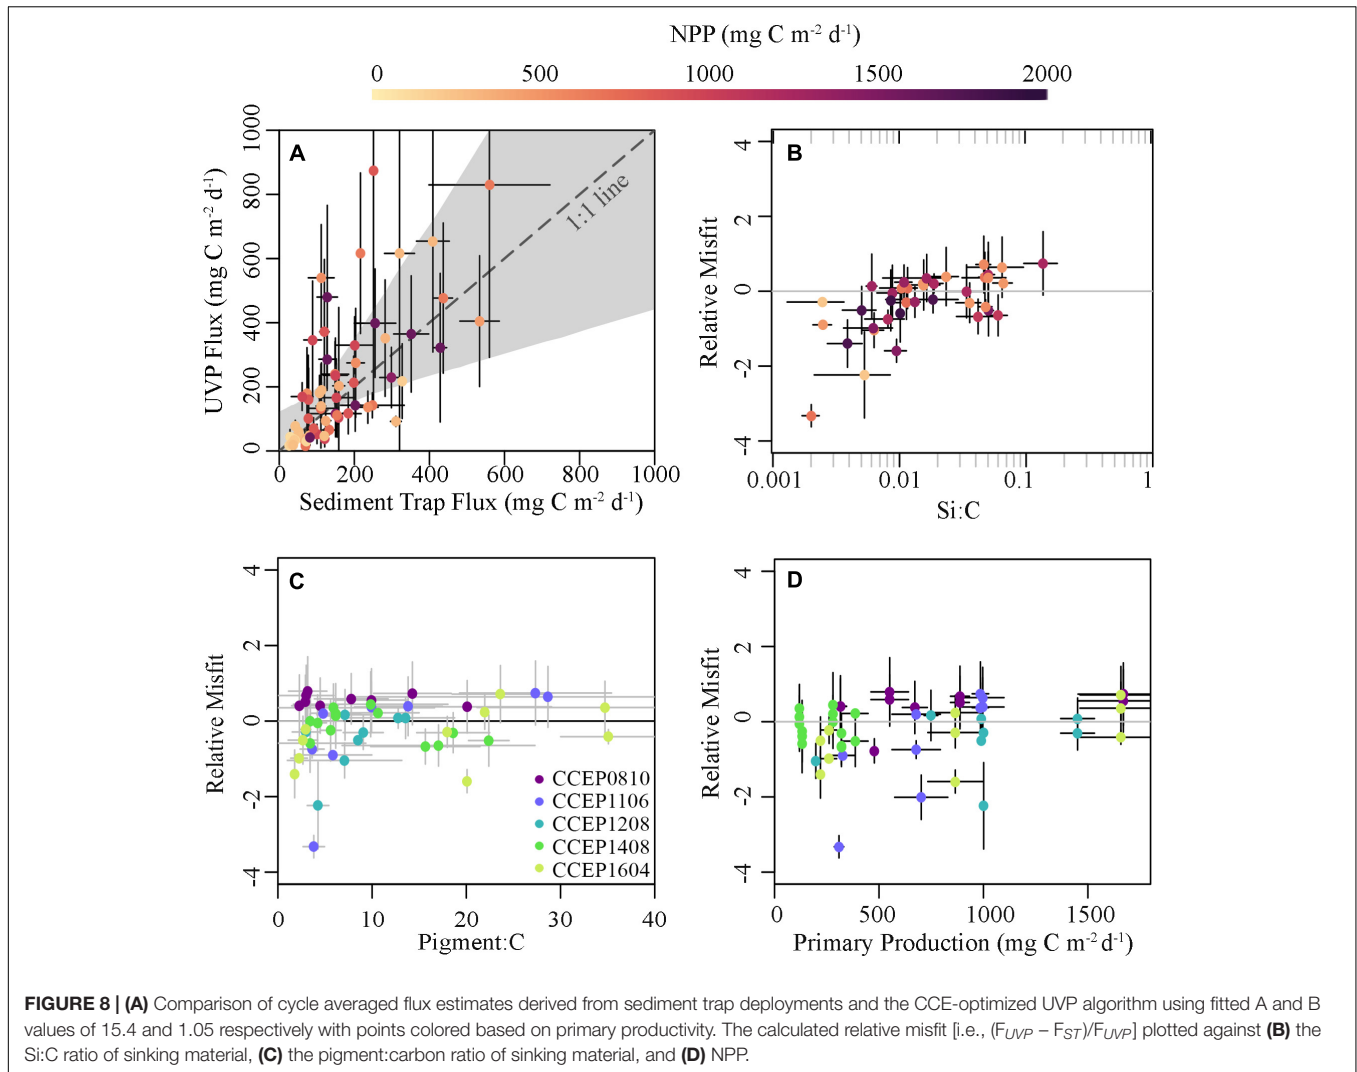 NPP (mg C m-2 d-1)
0 500 1000 1500 2000
A
1:1 line
UVP Flux (mg C m-2 d-1)
0 200 400 600 800 1000
0 200 400 600 800 1000
Sediment Trap Flux (mg C m-2 d-1)
B
Relative Misfit
4
2
0
-2
-4
0.001 0.01 0.1 1
Si:C
C
Relative Misfit
4
2
0
-2
-4
CCEP0810
CCEP1106
CCEP1208
CCEP1408
CCEP1604
0 10 20 30 40
Pigment:C
D
Relative Misfit
4
2
0
-2
-4
0 500 1000 1500
Primary Production (mg C m-2 d-1)
FIGURE 8 | (A) Comparison of cycle averaged flux estimates derived from sediment trap deployments and the CCE-optimized UVP algorithm using fitted A and B
values of 15.4 and 1.05 respectively with points colored based on primary productivity. The calculated relative misfit [i.e., (FUVP – FST)/FUVP] plotted against (B) the
Si:C ratio of sinking material, (C) the pigment:carbon ratio of sinking material, and (D) NPP.